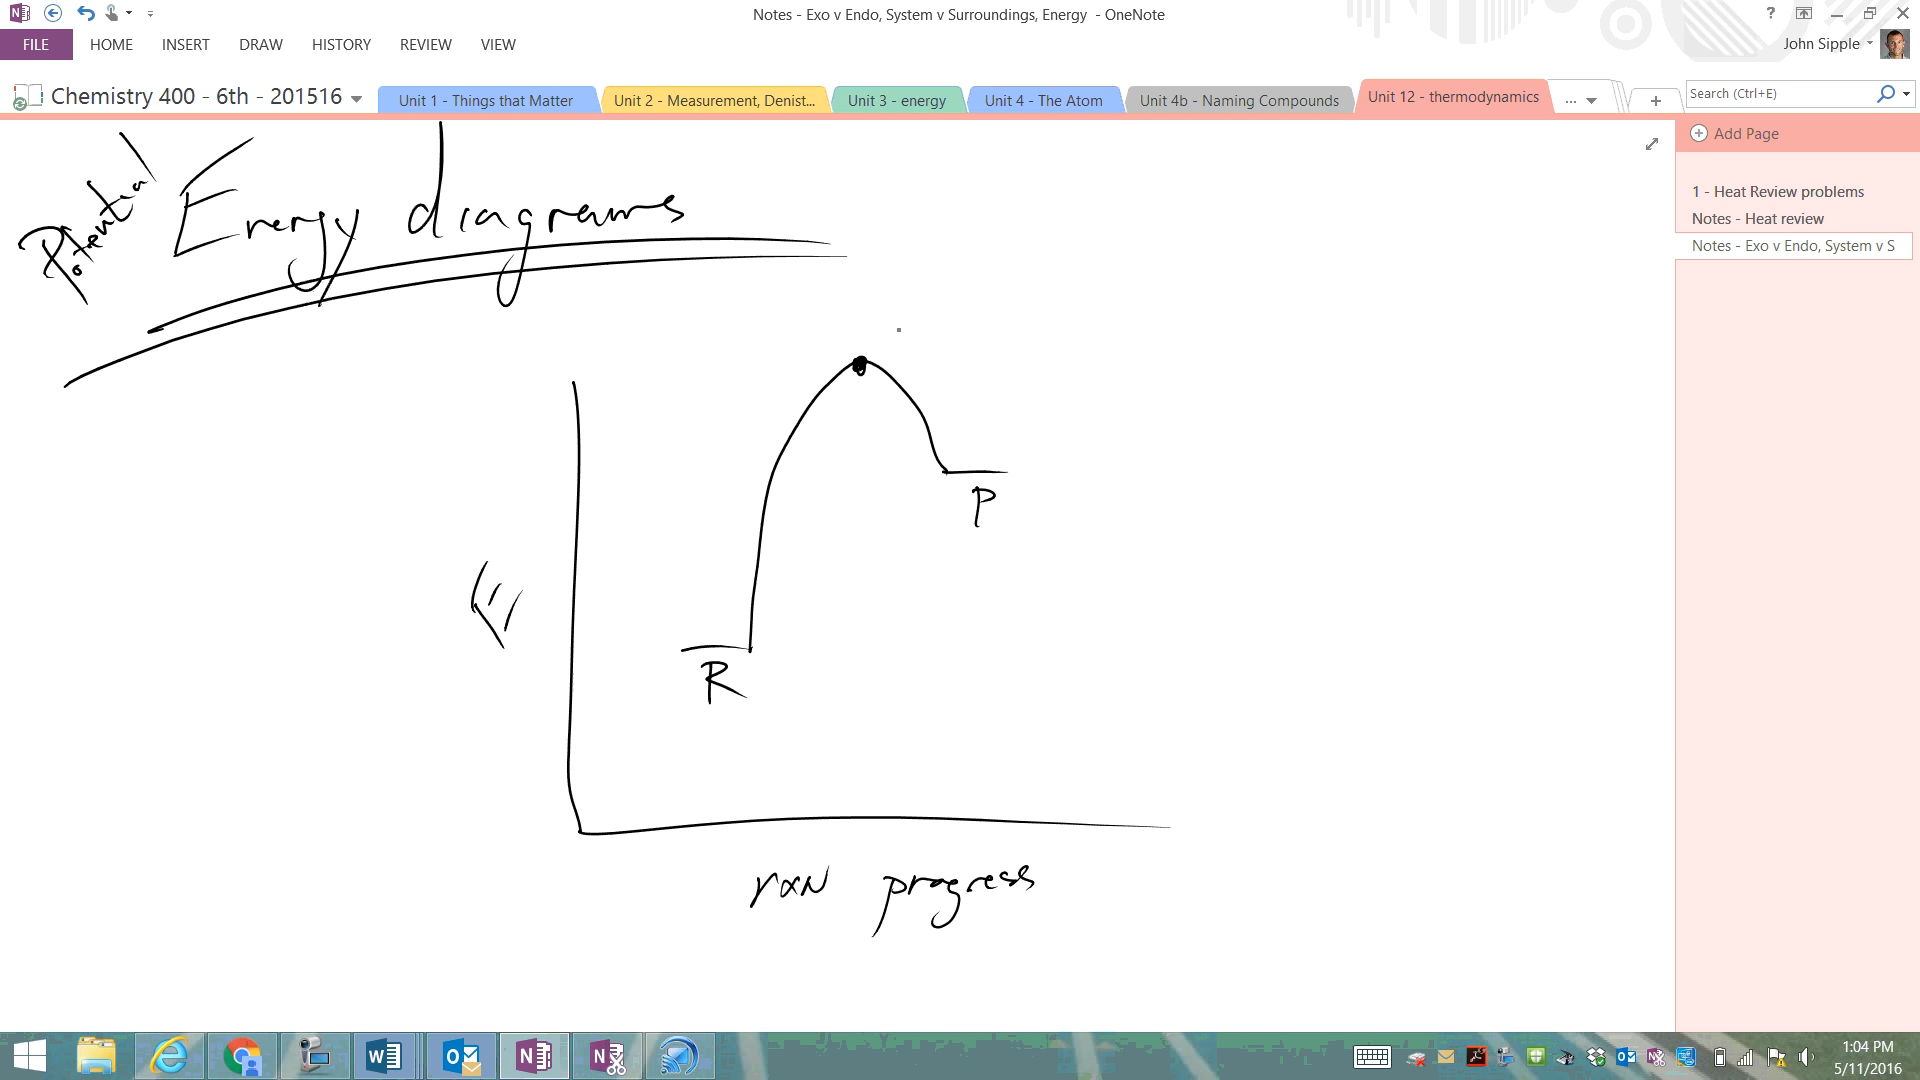 Notes - Exo v Endo, System v Surroundings, Energy - OneNote
?
FILE HOME INSERT DRAW HISTORY REVIEW VIEW
John Sipple
Chemistry 400 - 6th - 201516
Unit 1 - Things that Matter
Unit 2 - Measurement, Denist...
Unit 3 - energy
Unit 4 - The Atom
Unit 4b - Naming Compounds
Unit 12 - thermodynamics
...
Search (Ctrl+E)
Add Page
1 - Heat Review problems
Notes - Heat review
Notes - Exo v Endo, System v S
Potential Energy diagrams
P
E
R
rxn progress
1:04 PM
5/11/2016